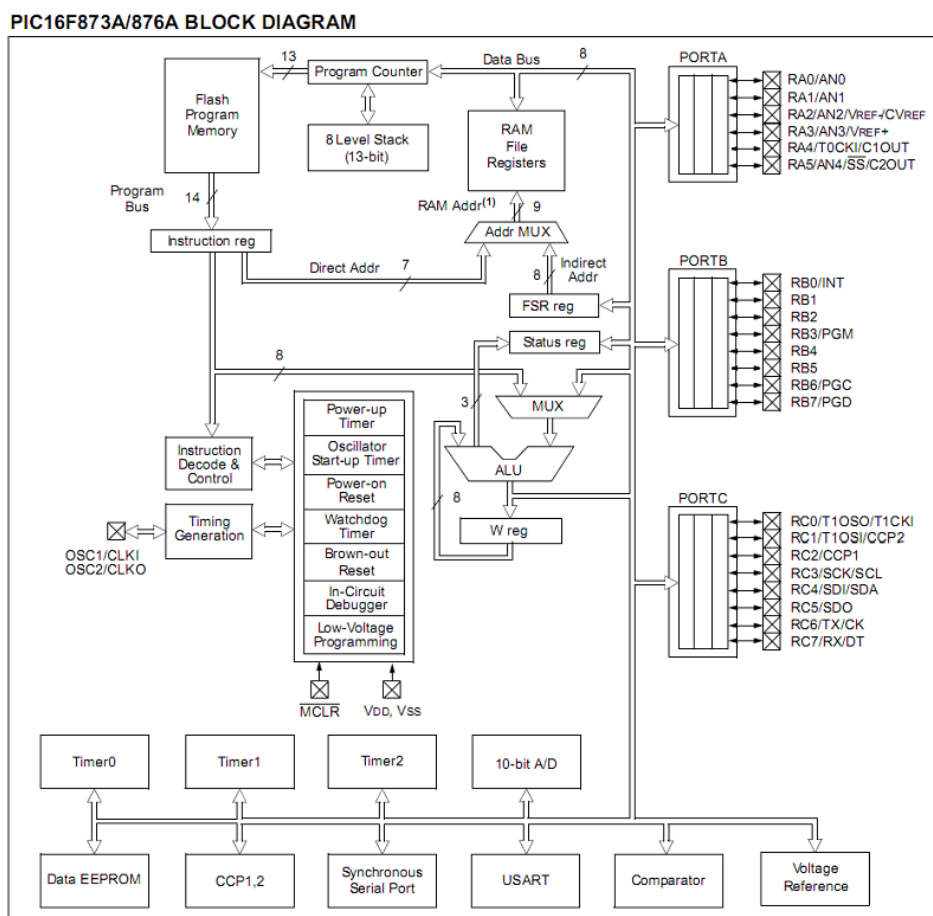 PIC16F873A/876A BLOCK DIAGRAM
13
Program Counter
Data Bus
8
PORTA
Flash
Program
Memory
8 Level Stack
(13-bit)
RAM
File
Registers
RA0/AN0
RA1/AN1
RA2/AN2/VREF-/CVREF
RA3/AN3/VREF+
RA4/T0CKI/C1OUT
RA5/AN4/SS/C2OUT
Program
Bus
14
RAM Addr(1)
9
Addr MUX
Instruction reg
Direct Addr
7
8
Indirect
Addr
FSR reg
Status reg
PORTB
RB0/INT
RB1
RB2
RB3/PGM
RB4
RB5
RB6/PGC
RB7/PGD
8
3
MUX
ALU
8
W reg
Instruction
Decode &
Control
Timing
Generation
OSC1/CLKI
OSC2/CLKO
Power-up
Timer
Oscillator
Start-up Timer
Power-on
Reset
Watchdog
Timer
Brown-out
Reset
In-Circuit
Debugger
Low-Voltage
Programming
MCLR
VDD, VSS
PORTC
RC0/T1OSO/T1CKI
RC1/T1OSI/CCP2
RC2/CCP1
RC3/SCK/SCL
RC4/SDI/SDA
RC5/SDO
RC6/TX/CK
RC7/RX/DT
Timer0
Timer1
Timer2
10-bit A/D
Data EEPROM
CCP1,2
Synchronous
Serial Port
USART
Comparator
Voltage
Reference